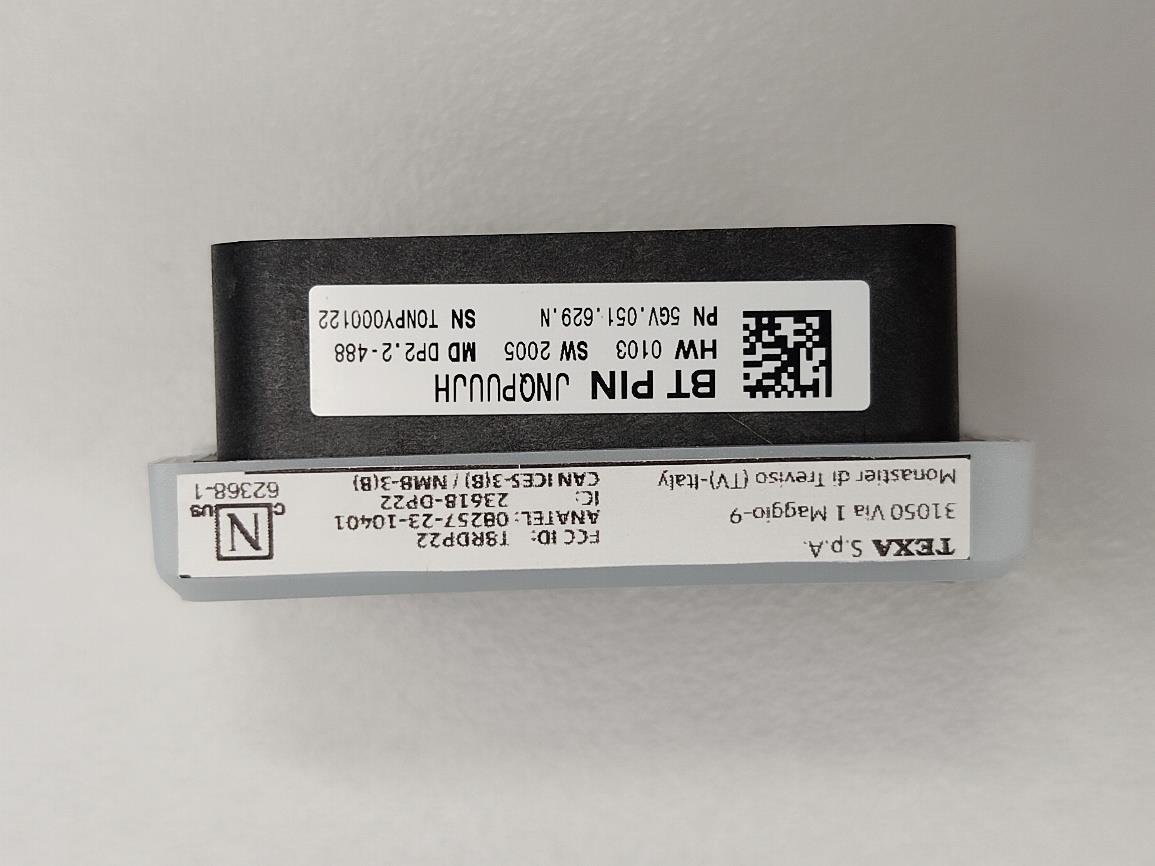 TEXA S.p.A.
31050 Via 1 Maggio-9
Monastier di Treviso (TV)-Italy
FCC ID: T8RDP22
ANATEL: 08257-23-10401
IC: 23618-DP22
CAN ICES-3(B) / NMB-3(B)
N
C US
62368-1
BT PIN JNQPUUJH
HW 0103 SW 2005 MD DP2.2-488
PN 5GV.051.629.N SN TONPY000122